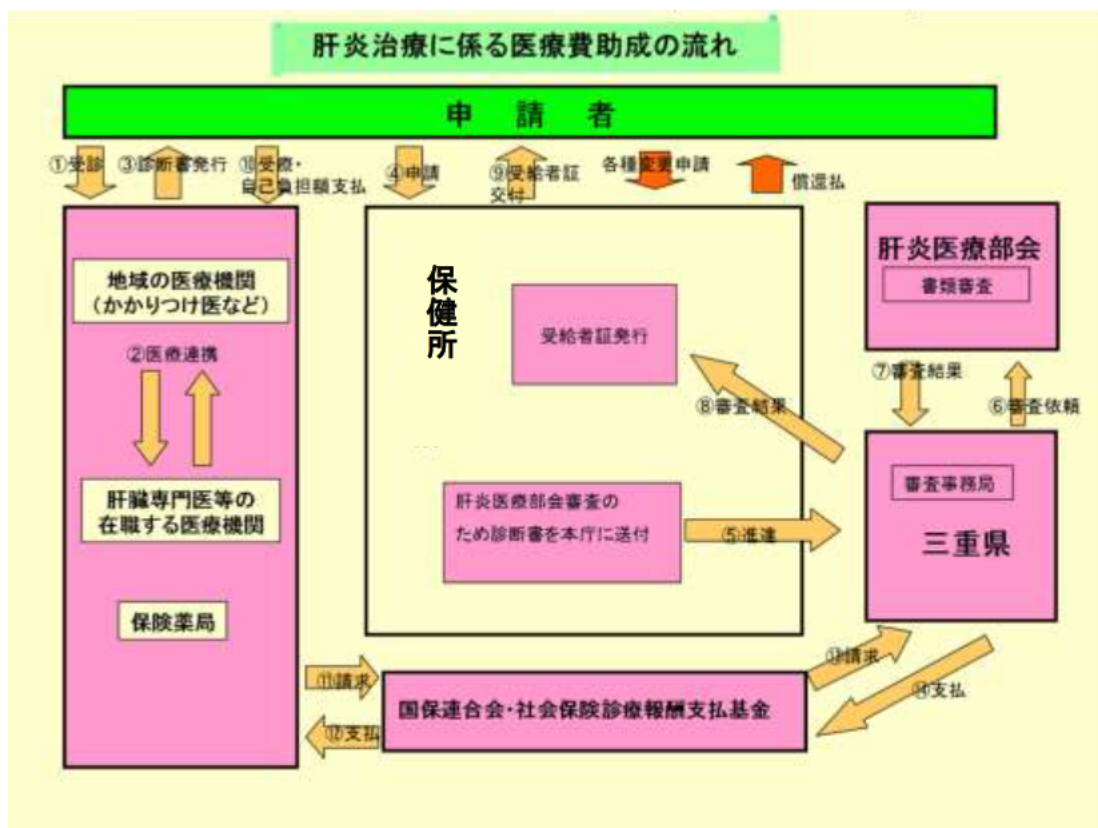 肝炎治療に係る医療費助成の流れ
申請者
①受診
③診断書発行
⑩受療・
自己負担額支払
④申請
⑨受給者証
交付
各種変更申請
償還払
地域の医療機関
（かかりつけ医など）
②医療連携
肝臓専門医等の
在職する医療機関
保険薬局
保健所
受給者証発行
肝炎医療部会審査の
ため診断書を本庁に送付
⑤進達
⑧審査結果
肝炎医療部会
書類審査
⑦審査結果
⑥審査依頼
審査事務局
三重県
⑪請求
⑫支払
国保連合会・社会保険診療報酬支払基金
⑬請求
⑭支払